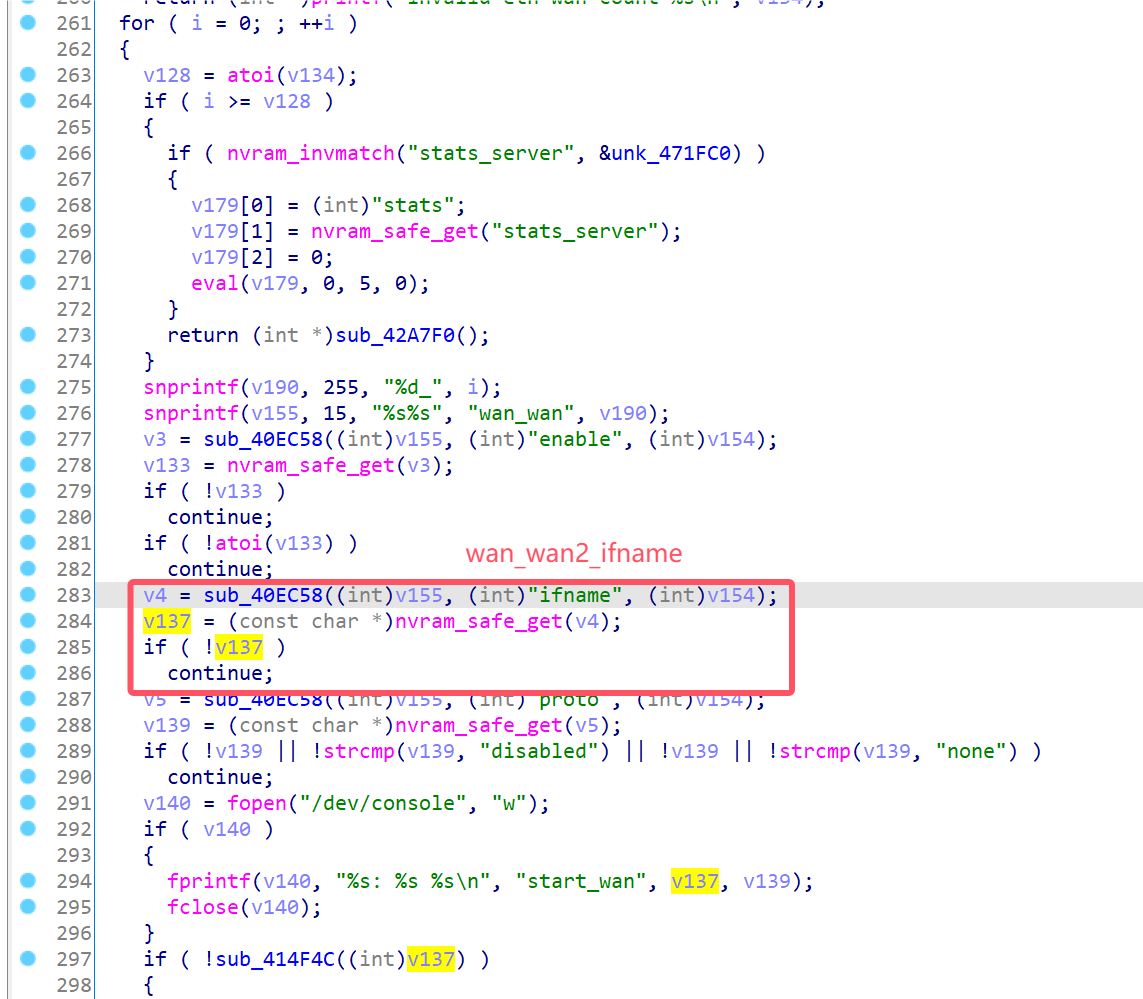 260 return (int *)printf("invalid eth wan count %s\n", v134);
261 for ( i = 0; ; ++i )
262 {
263 v128 = atoi(v134);
264 if ( i >= v128 )
265 {
266 if ( nvram_invmatch("stats_server", &unk_471FC0) )
267 {
268 v179[0] = (int)"stats";
269 v179[1] = nvram_safe_get("stats_server");
270 v179[2] = 0;
271 eval(v179, 0, 5, 0);
272 }
273 return (int *)sub_42A7F0();
274 }
275 snprintf(v190, 255, "%d_", i);
276 snprintf(v155, 15, "%s%s", "wan_wan", v190);
277 v3 = sub_40EC58((int)v155, (int)"enable", (int)v154);
278 v133 = nvram_safe_get(v3);
279 if ( !v133 )
280 continue;
281 if ( !atoi(v133) )
wan_wan2_ifname
282 continue;
283 v4 = sub_40EC58((int)v155, (int)"ifname", (int)v154);
284 v137 = (const char *)nvram_safe_get(v4);
285 if ( !v137 )
286 continue;
287 v5 = sub_40EC58((int)v155, (int)"proto", (int)v154);
288 v139 = (const char *)nvram_safe_get(v5);
289 if ( !v139 || !strcmp(v139, "disabled") || !v139 || !strcmp(v139, "none") )
290 continue;
291 v140 = fopen("/dev/console", "w");
292 if ( v140 )
293 {
294 fprintf(v140, "%s: %s %s\n", "start_wan", v137, v139);
295 fclose(v140);
296 }
297 if ( !sub_414F4C((int)v137) )
298 {